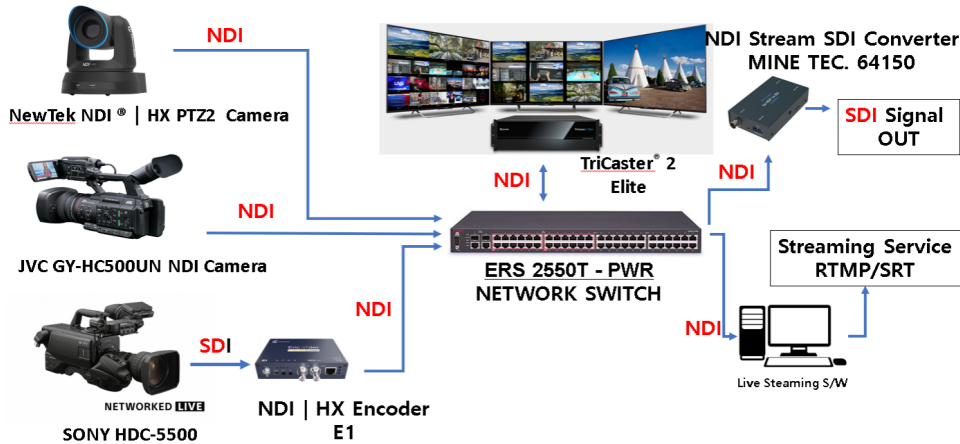 NDI
NewTek NDI ® | HX PTZ2 Camera
NDI
JVC GY-HC500UN NDI Camera
SDI
NETWORKED LIVE
SONY HDC-5500
NDI | HX Encoder
E1
NDI
TriCaster® 2
Elite
NDI
ERS 2550T - PWR
NETWORK SWITCH
NDI Stream SDI Converter
MINE TEC. 64150
SDI Signal
OUT
NDI
Streaming Service
RTMP/SRT
NDI
Live Steaming S/W